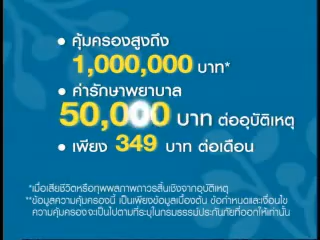 • คุ้มครองสูงถึง
1,000,000 บาท*
• ค่ารักษาพยาบาล
50,000 บาท ต่ออุบัติเหตุ
• เพียง 349 บาท ต่อเดือน
*เมื่อเสียชีวิตหรือทุพพลภาพถาวรสิ้นเชิงจากอุบัติเหตุ
**ข้อมูลความคุ้มครองนี้ เป็นเพียงข้อมูลเบื้องต้น ข้อกำหนดและเงื่อนไข
ความคุ้มครองจะเป็นไปตามที่ระบุในกรมธรรม์ประกันภัยที่ออกให้เท่านั้น